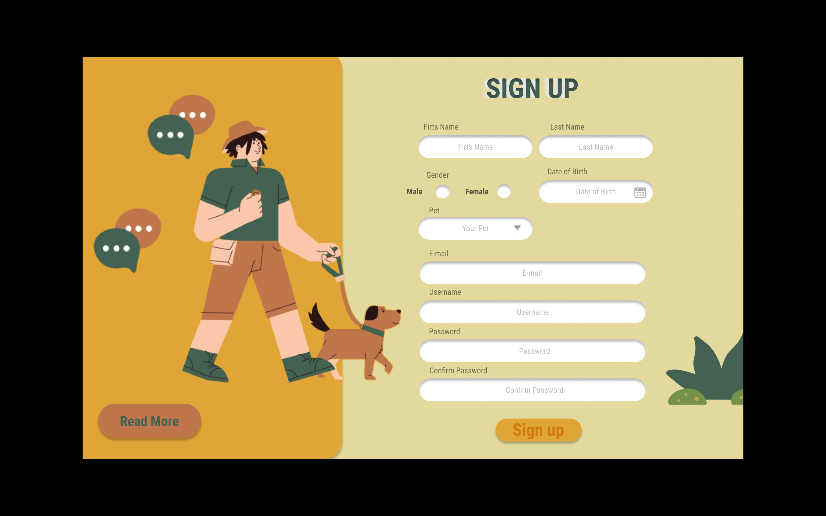 SIGN UP
Firts Name
Last Name
Firts Name
Last Name
Gender
Date of Birth
Male
Female
Date of Birth
Pet
Your Pet
E-mail
E-mail
Username
Username
Password
Password
Confirm Password
Confirm Password
Read More
Sign up